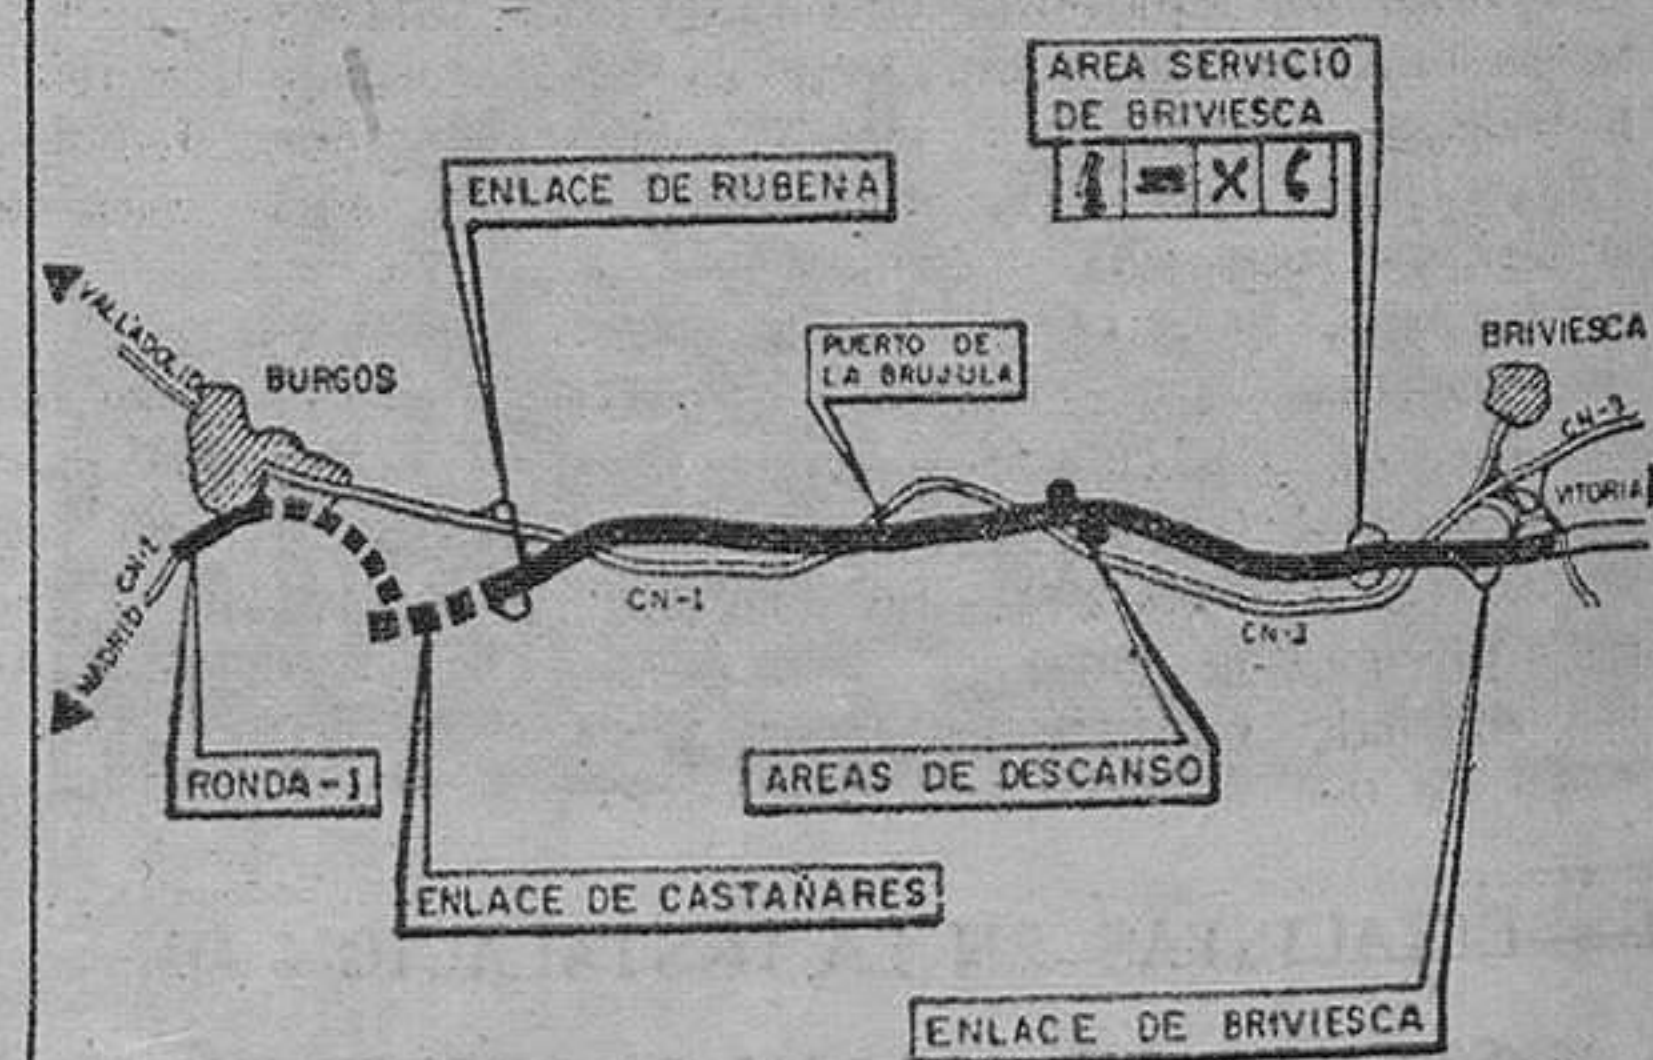 AREA SERVICIO
DE BRIVIESCA
ENLACE DE RUBENA
VALLADOLID
BURGOS
PUERTO DE
LA BRUJULA
BRIVIESCA
CN-1
VITORIA
CN-1
MADRID
CN-1
CN-1
RONDA-1
AREAS DE DESCANSO
ENLACE DE CASTAÑARES
ENLACE DE BRIVIESCA